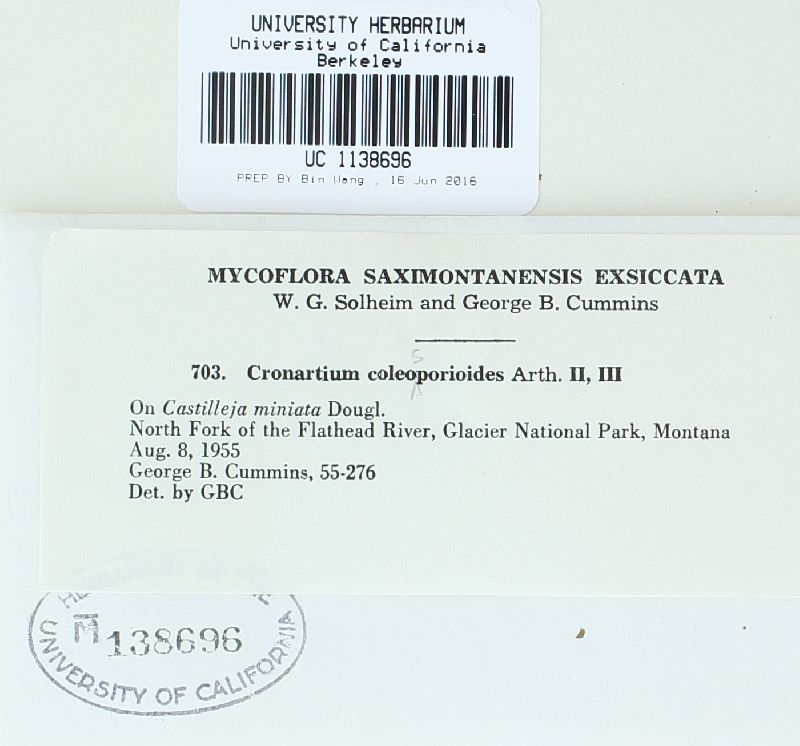 UNIVERSITY HERBARIUM
University of California
Berkeley
UC 1138696
PREP BY Bin Wang , 16 Jun 2016
MYCOFLORA SAXIMONTANENSIS EXSICCATA
W. G. Solheim and George B. Cummins
s
703. Cronartium coleoporioides Arth. II, III
On Castilleja miniata Dougl.
North Fork of the Flathead River, Glacier National Park, Montana
Aug. 8, 1955
George B. Cummins, 55-276
Det. by GBC
M 138696
UNIVERSITY OF CALIFORNIA